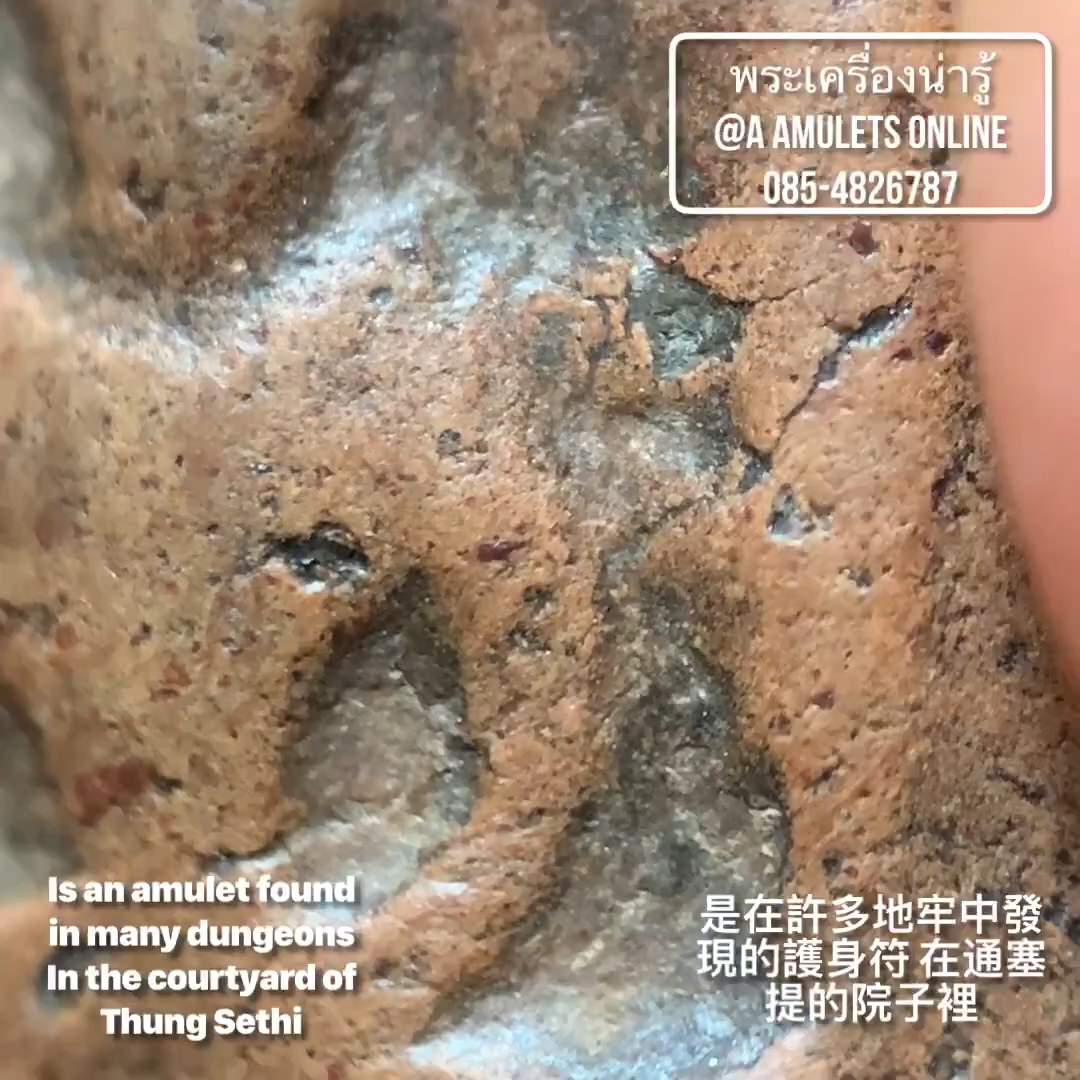 พระเครื่องน่ารู้
@A AMULETS ONLINE
085-4826787
Is an amulet found
in many dungeons
In the courtyard of
Thung Sethi
是在許多地牢中發
現的護身符 在通塞
提的院子裡